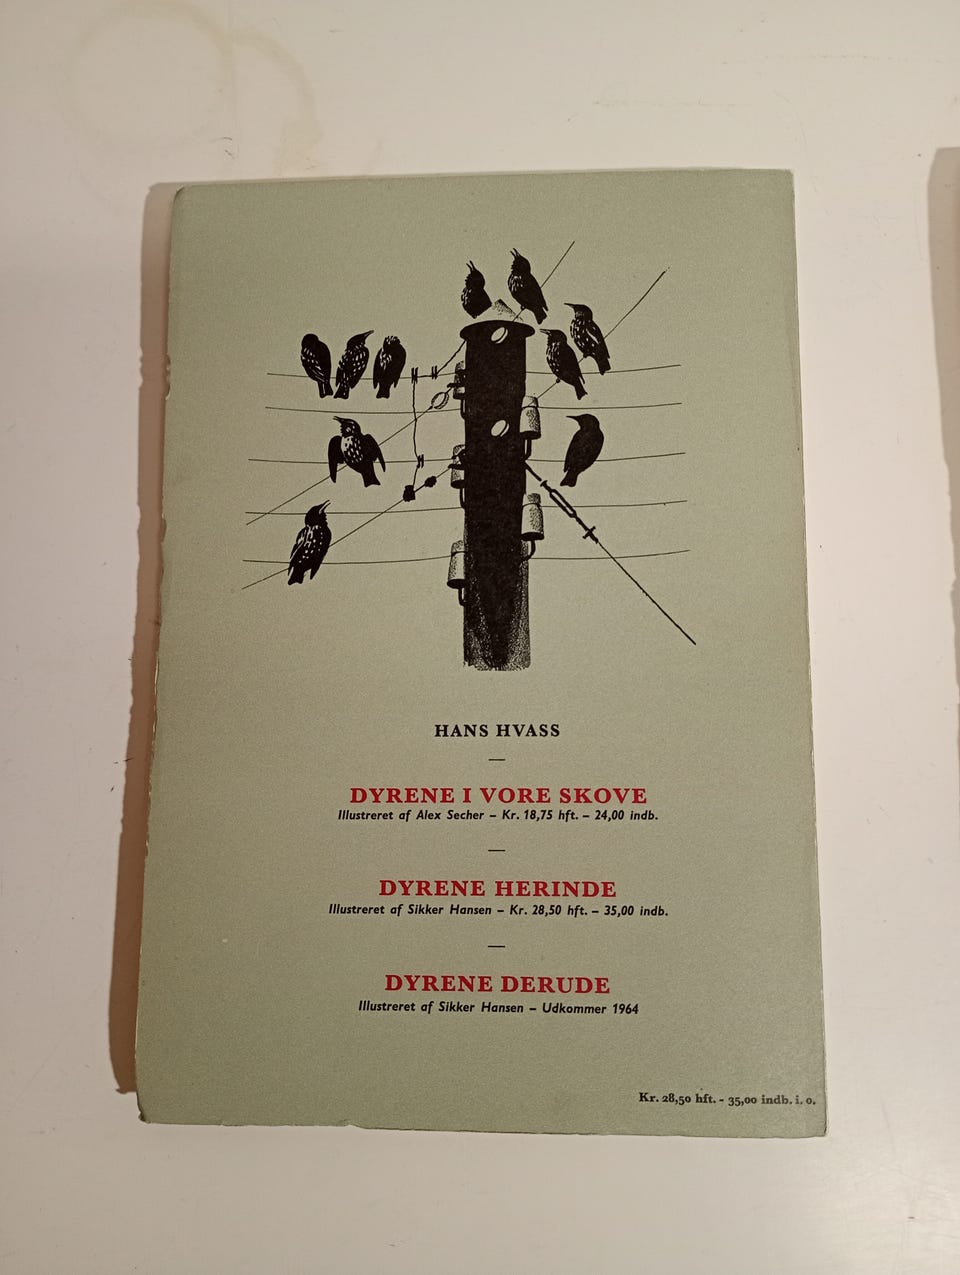 HANS HVASS
—
DYRENE I VORE SKOVE
Illustreret af Alex Secher – Kr. 18,75 hft. – 24,00 indb.
—
DYRENE HERINDE
Illustreret af Sikker Hansen – Kr. 28,50 hft. – 35,00 indb.
—
DYRENE DERUDE
Illustreret af Sikker Hansen – Udkommer 1964
Kr. 28,50 hft. - 35,00 indb. i. o.